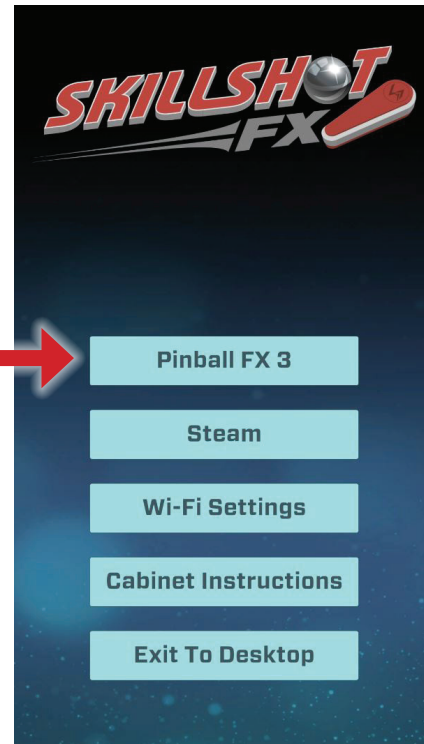 SKILLSHOT
FX
Pinball FX 3
Steam
Wi-Fi Settings
Cabinet Instructions
Exit To Desktop